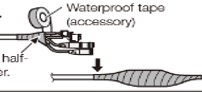 Waterproof tape
(accessory)
half-
er.